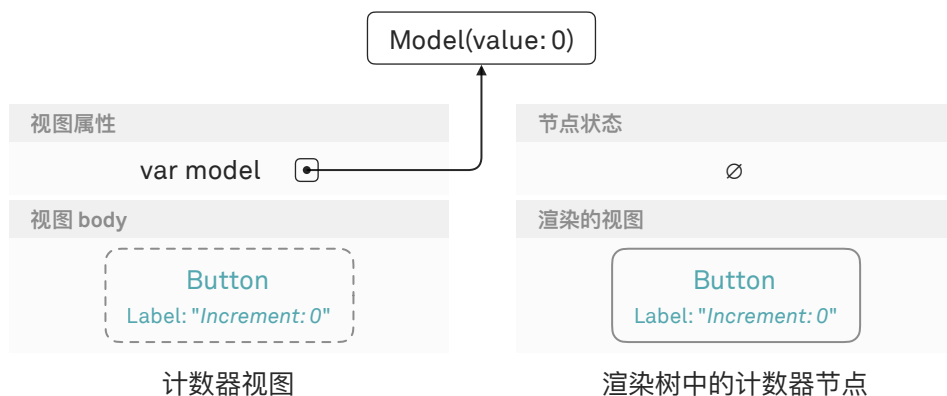 Model(value: 0)
视图属性
var model
视图 body
Button
Label: "Increment: 0"
计数器视图
节点状态
∅
渲染的视图
Button
Label: "Increment: 0"
渲染树中的计数器节点